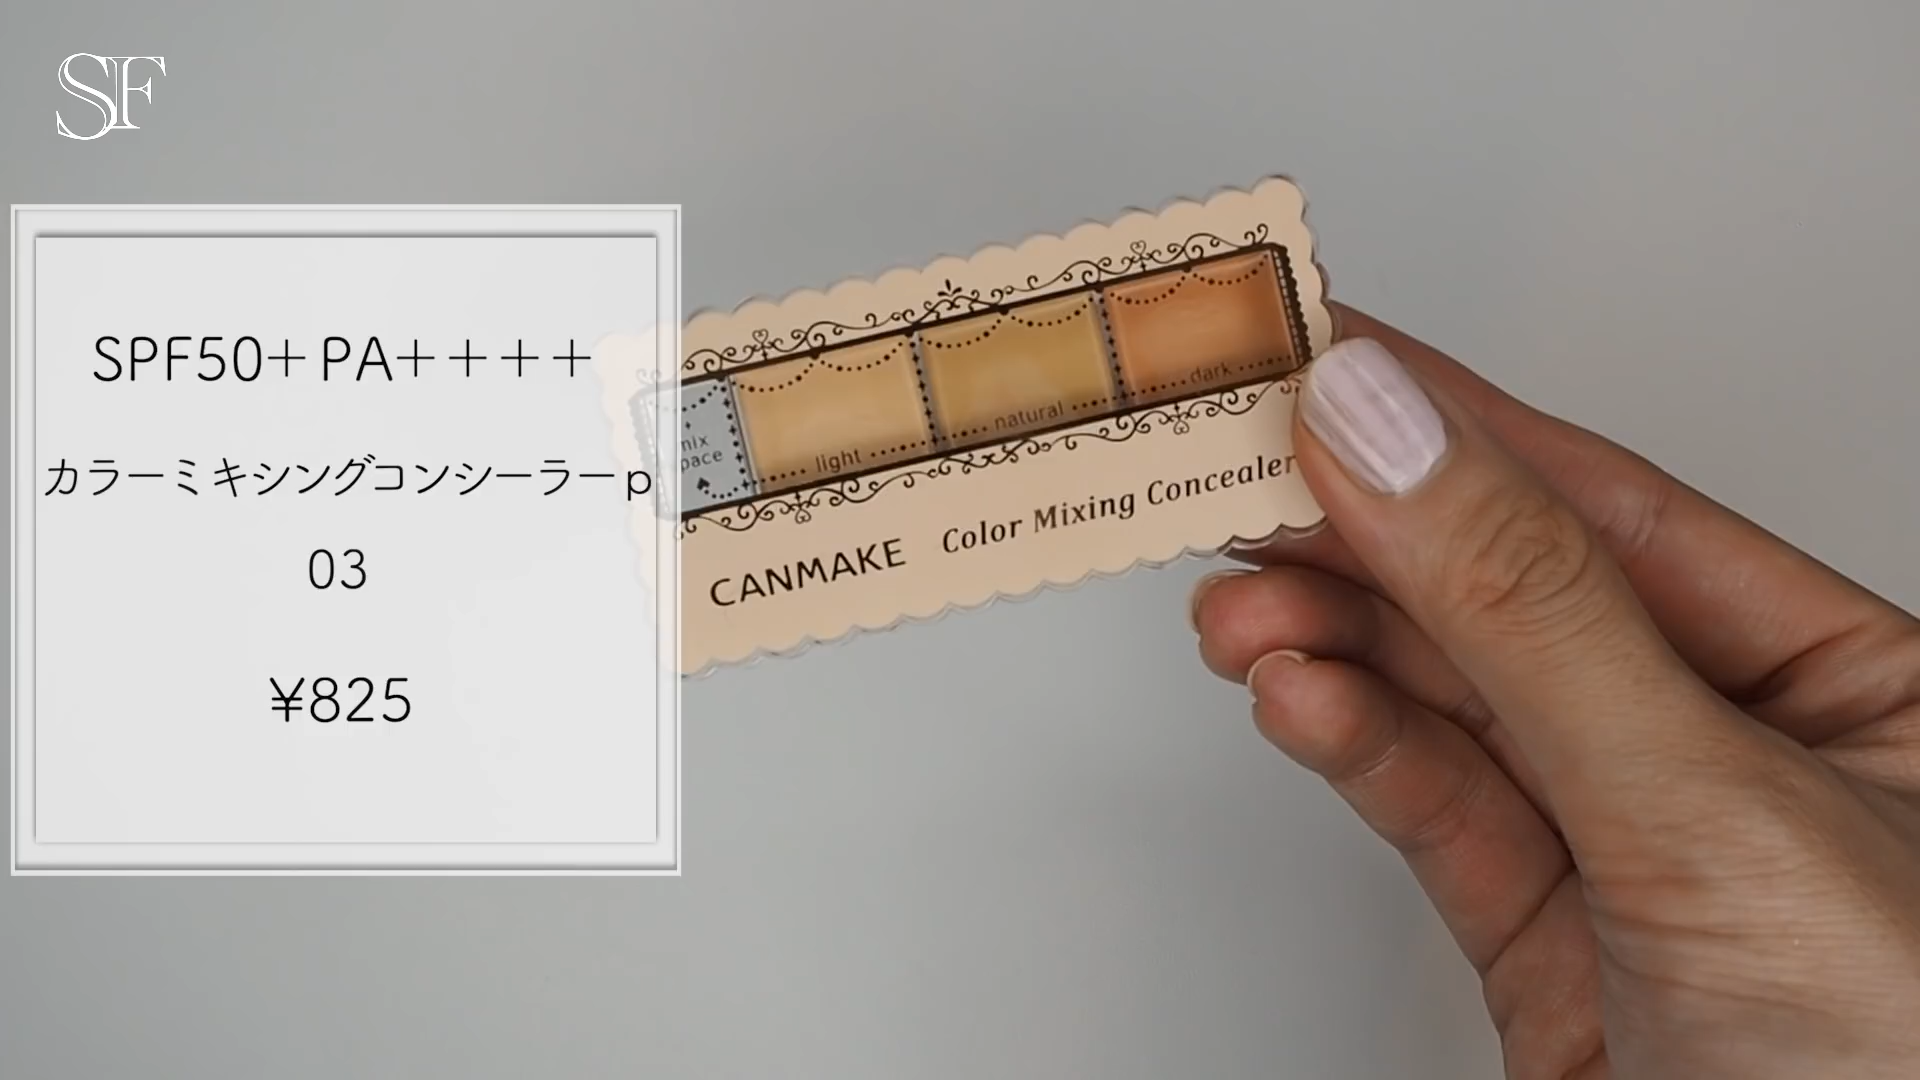 SF
SPF50＋PA＋＋＋＋
カラーミキシングコンシーラーp
03
¥825
mix
pace
light
natural
dark
CANMAKE Color Mixing Concealer